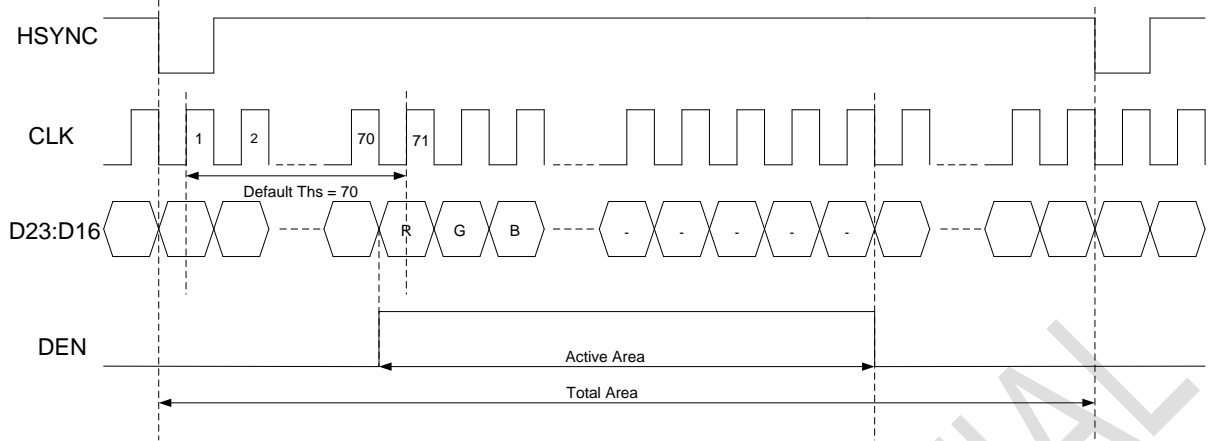 HSYNC
CLK
1 2 70 71
Default Ths = 70
D23:D16
R G B - - - - -
DEN
Active Area
Total Area